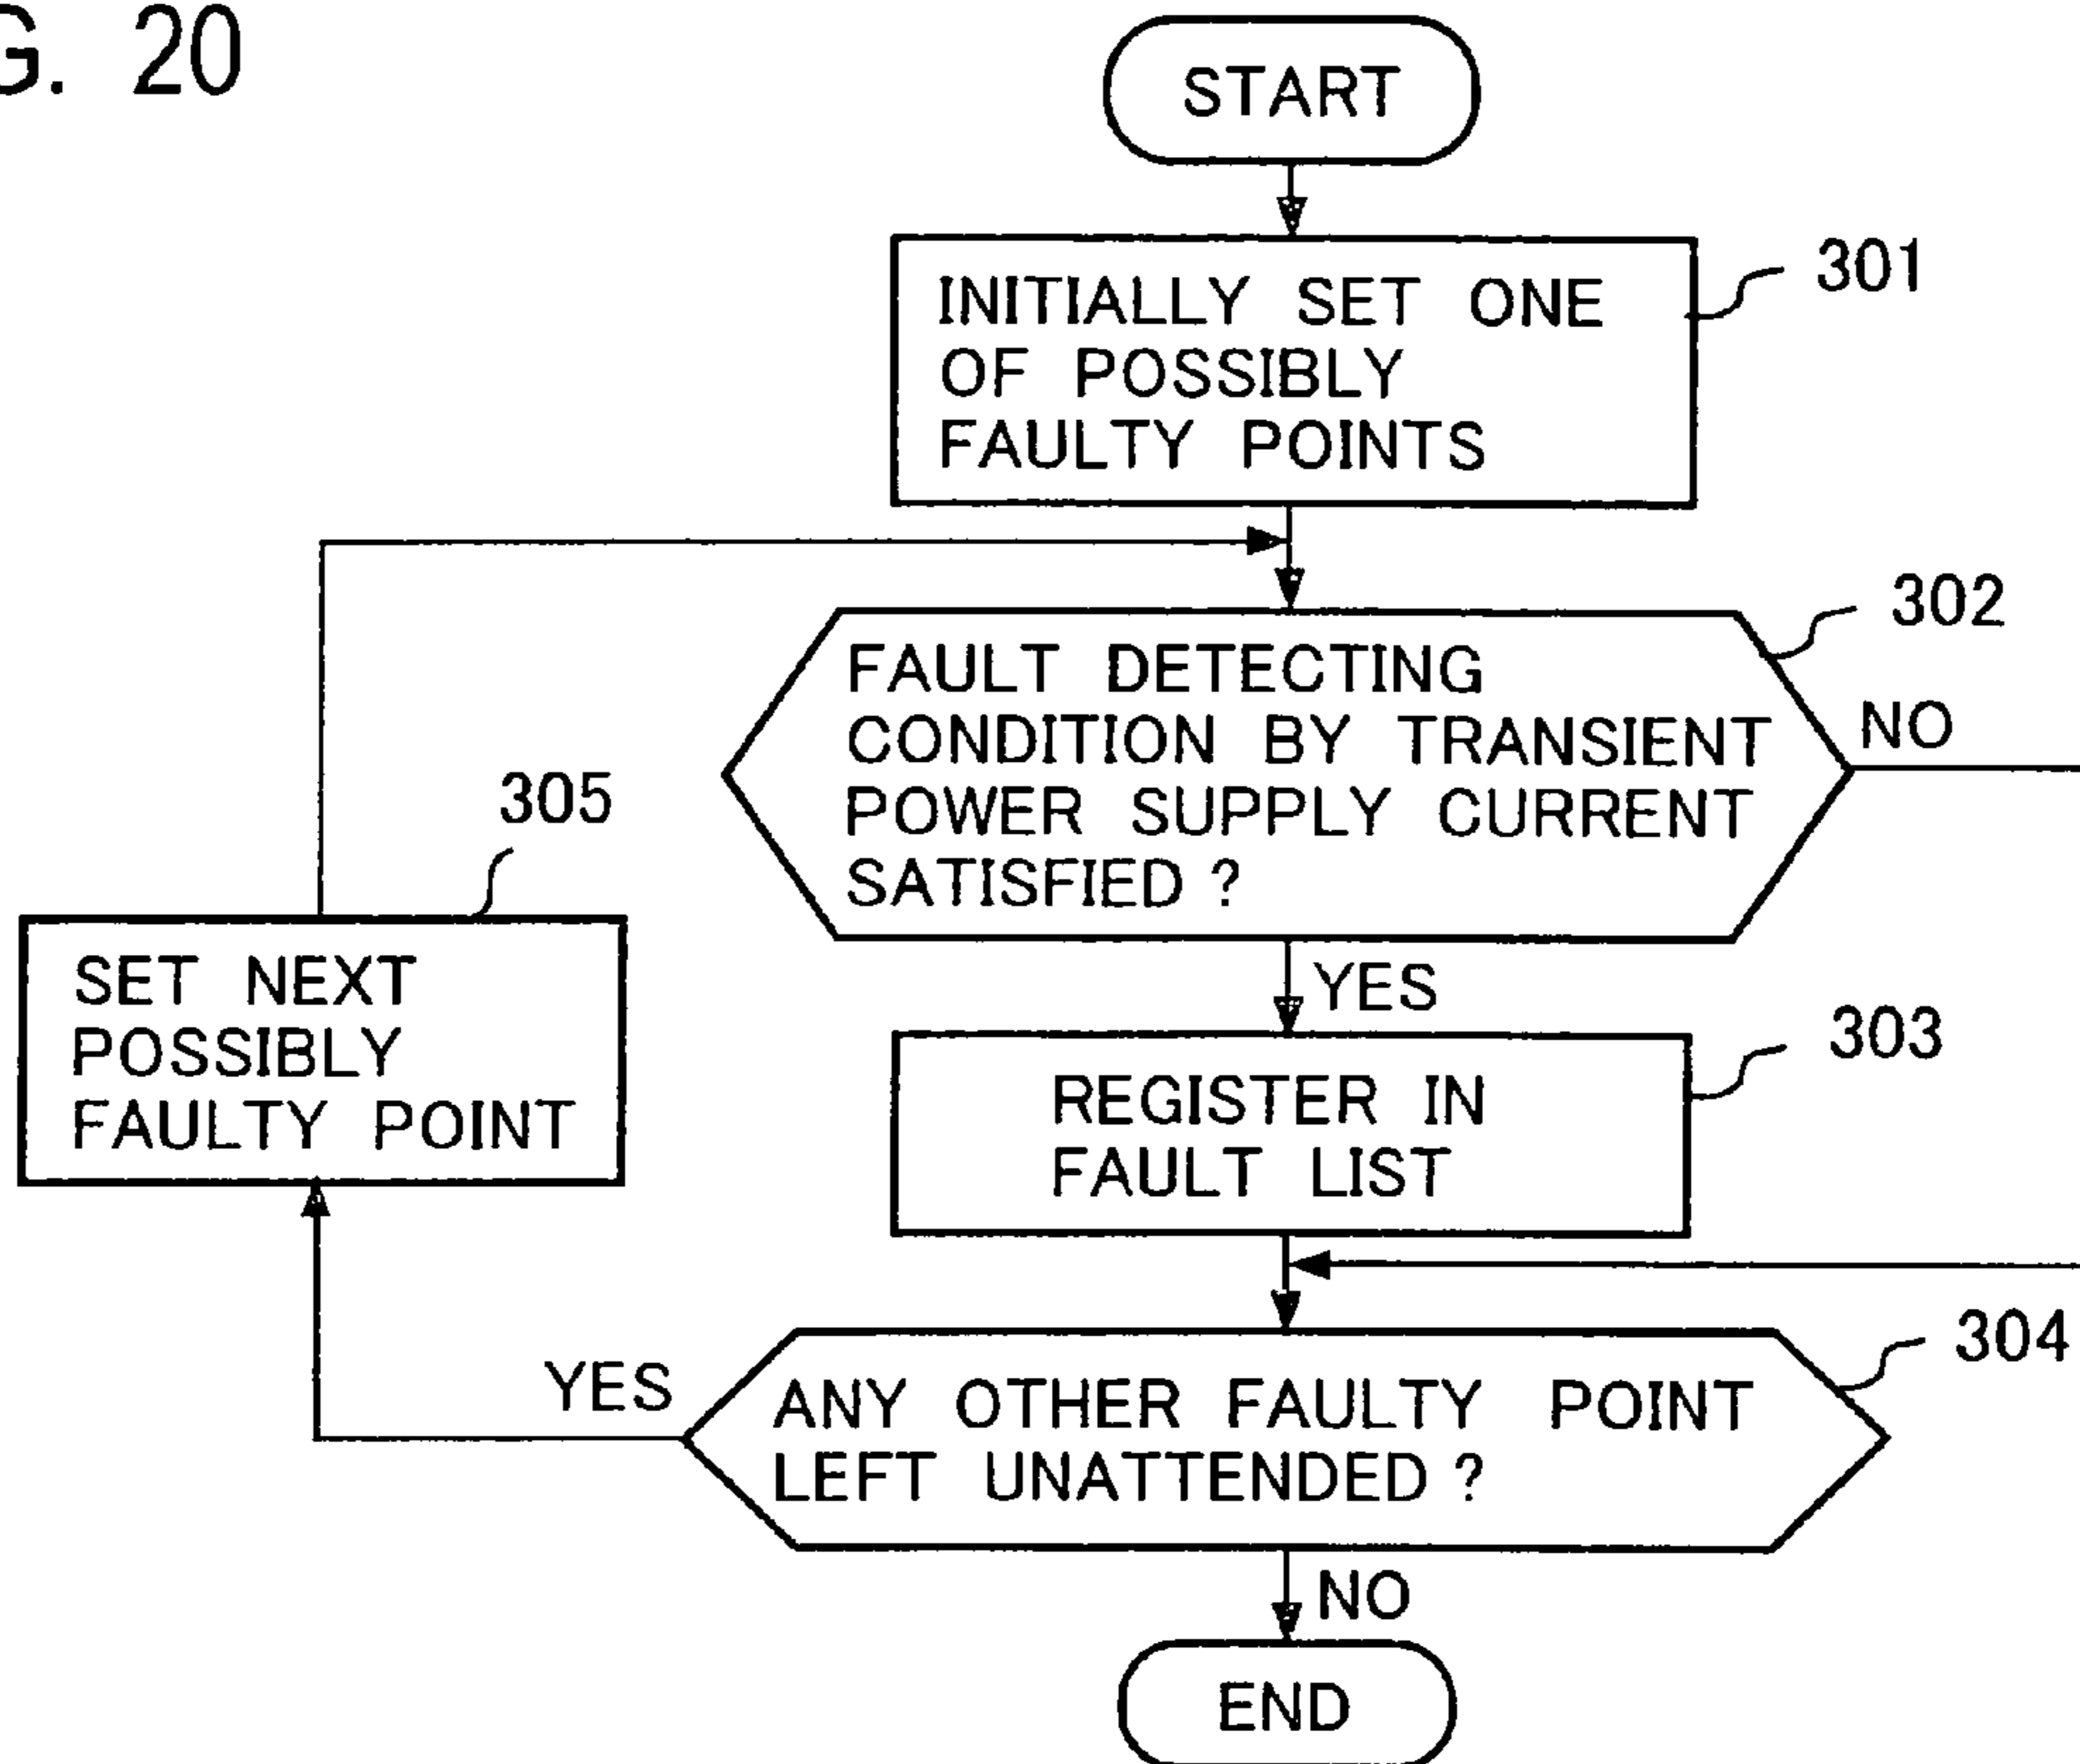 G. 20
START
INITIALLY SET ONE
OF POSSIBLY
FAULTY POINTS
301
FAULT DETECTING
CONDITION BY TRANSIENT
POWER SUPPLY CURRENT
SATISFIED ?
302
NO
YES
305
SET NEXT
POSSIBLY
FAULTY POINT
REGISTER IN
FAULT LIST
303
ANY OTHER FAULTY POINT
LEFT UNATTENDED ?
304
YES
NO
END